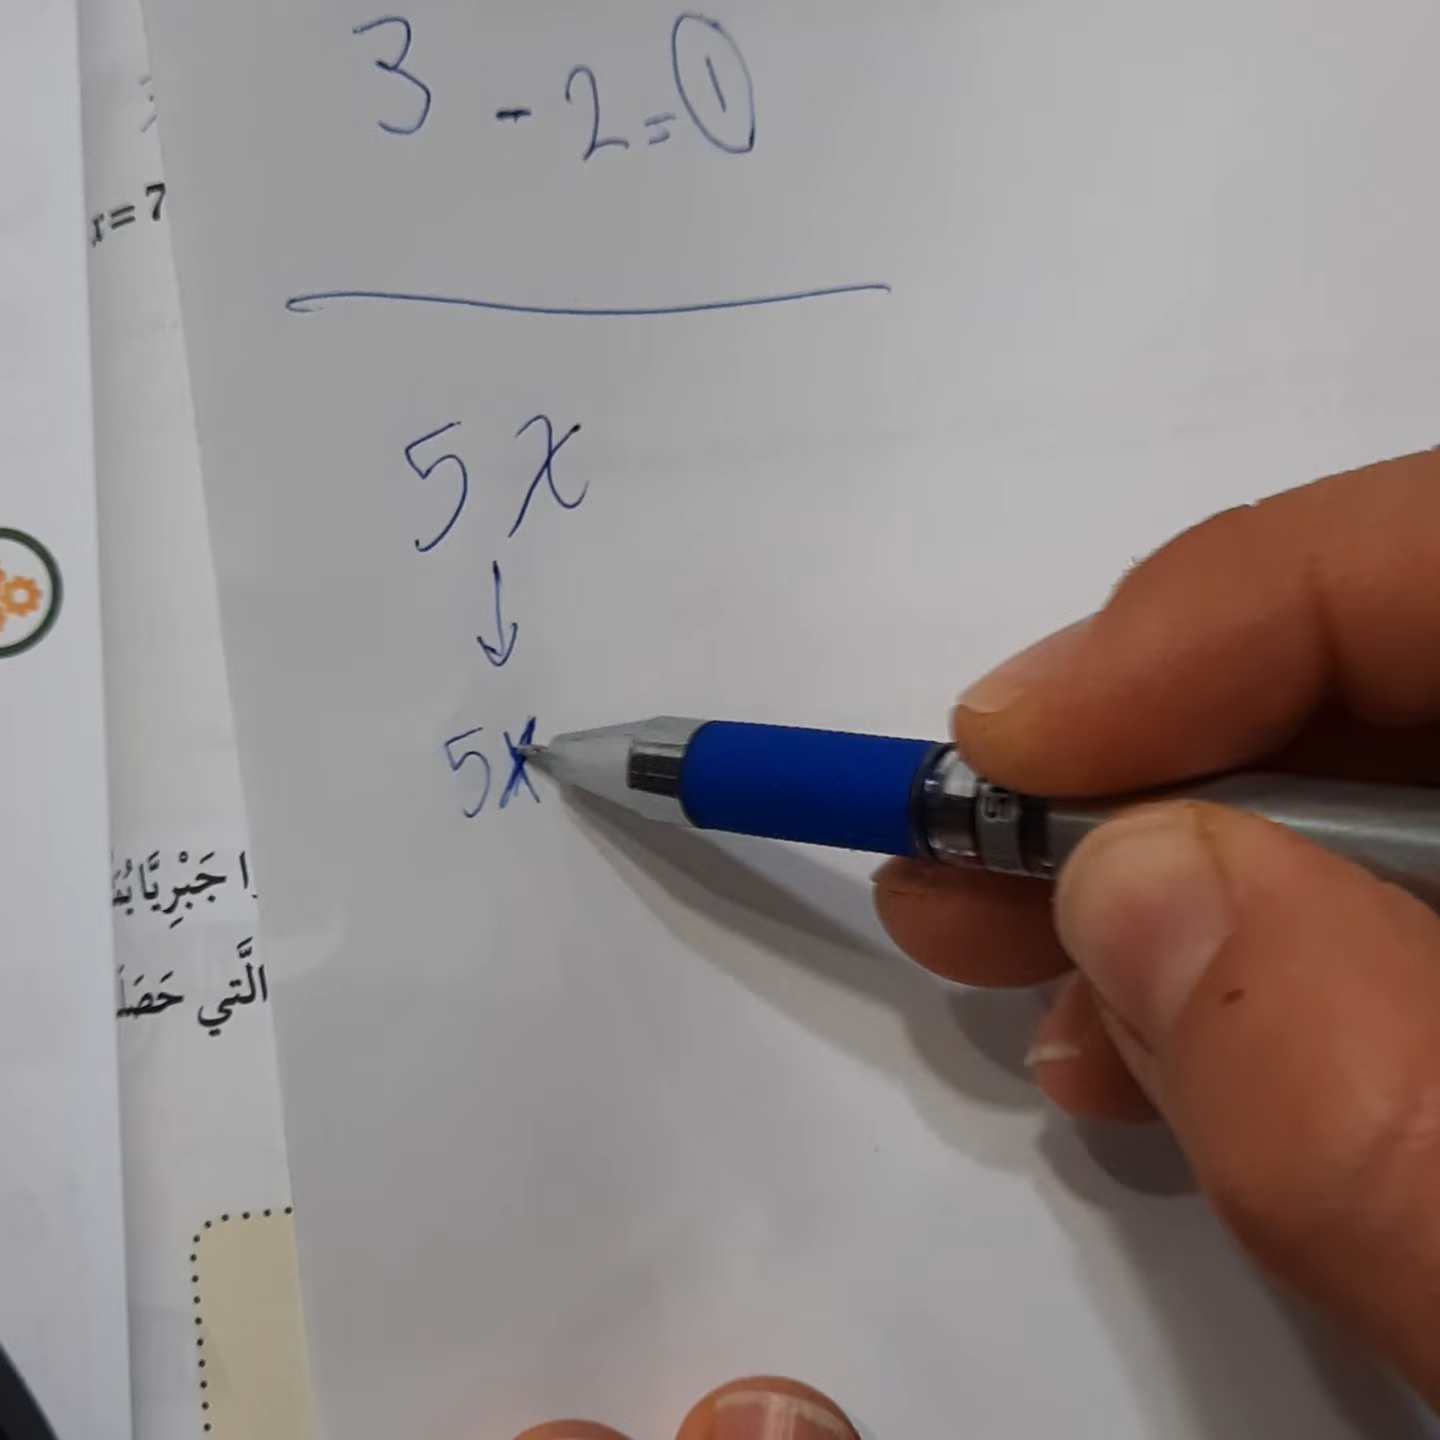 3 - 2 = 1
x = 7
5x
↓
5x
جَبْرِيًّا
الَّتي